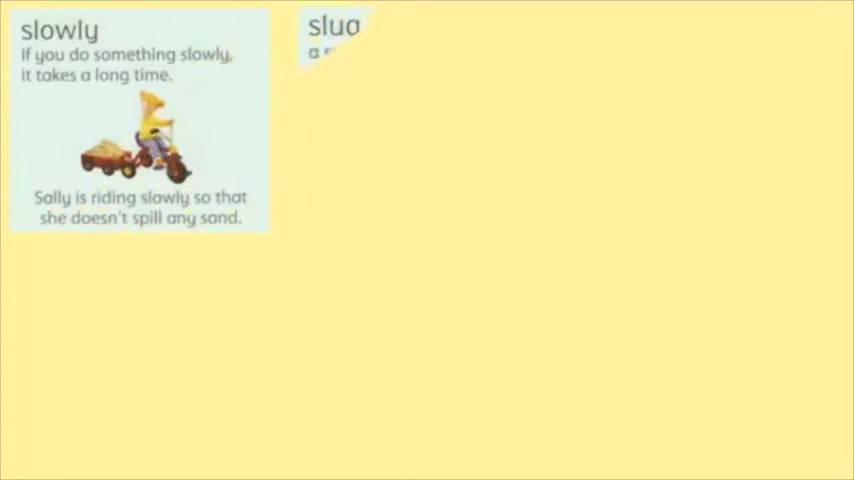 slowly
If you do something slowly,
it takes a long time.
Sally is riding slowly so that
she doesn't spill any sand.
a